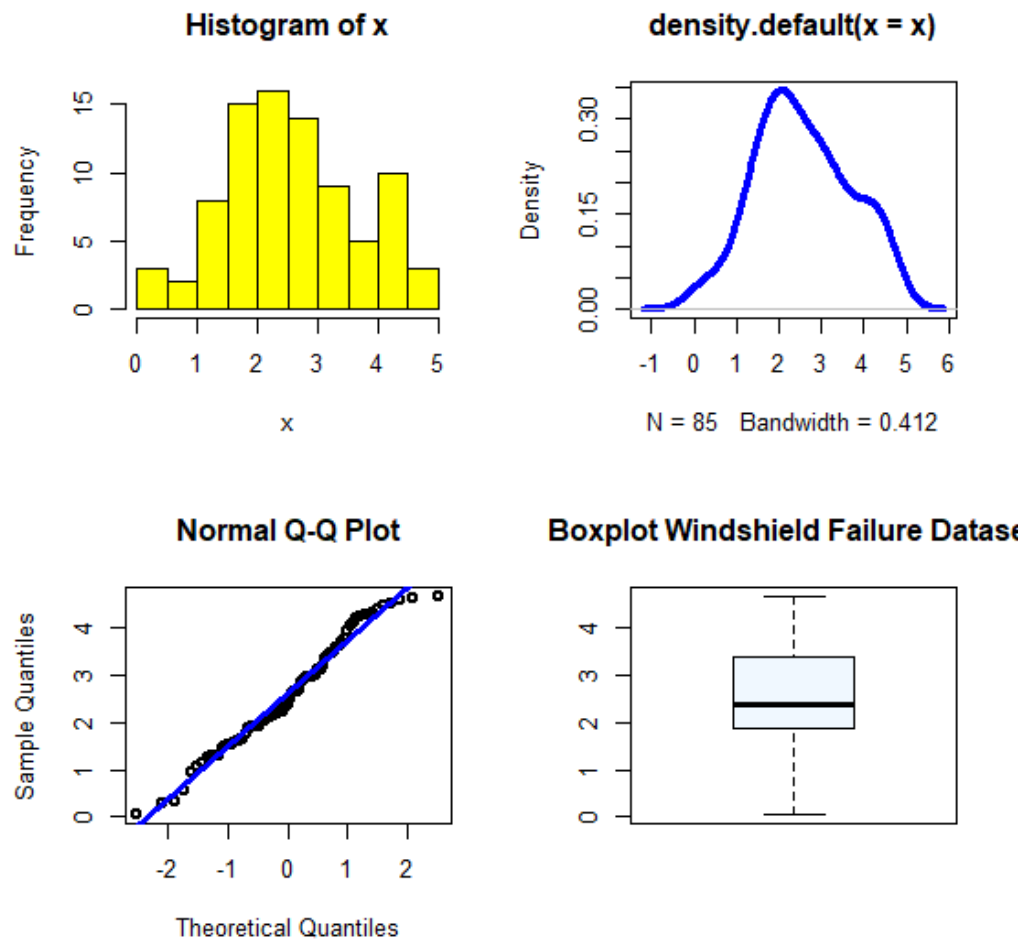 Histogram of x
Frequency
15
10
5
0
0 1 2 3 4 5
x
density.default(x = x)
Density
0.30
0.15
0.00
-1 0 1 2 3 4 5 6
N = 85 Bandwidth = 0.412
Normal Q-Q Plot
Sample Quantiles
4
3
2
1
0
-2 -1 0 1 2
Theoretical Quantiles
Boxplot Windshield Failure Datase
4
3
2
1
0